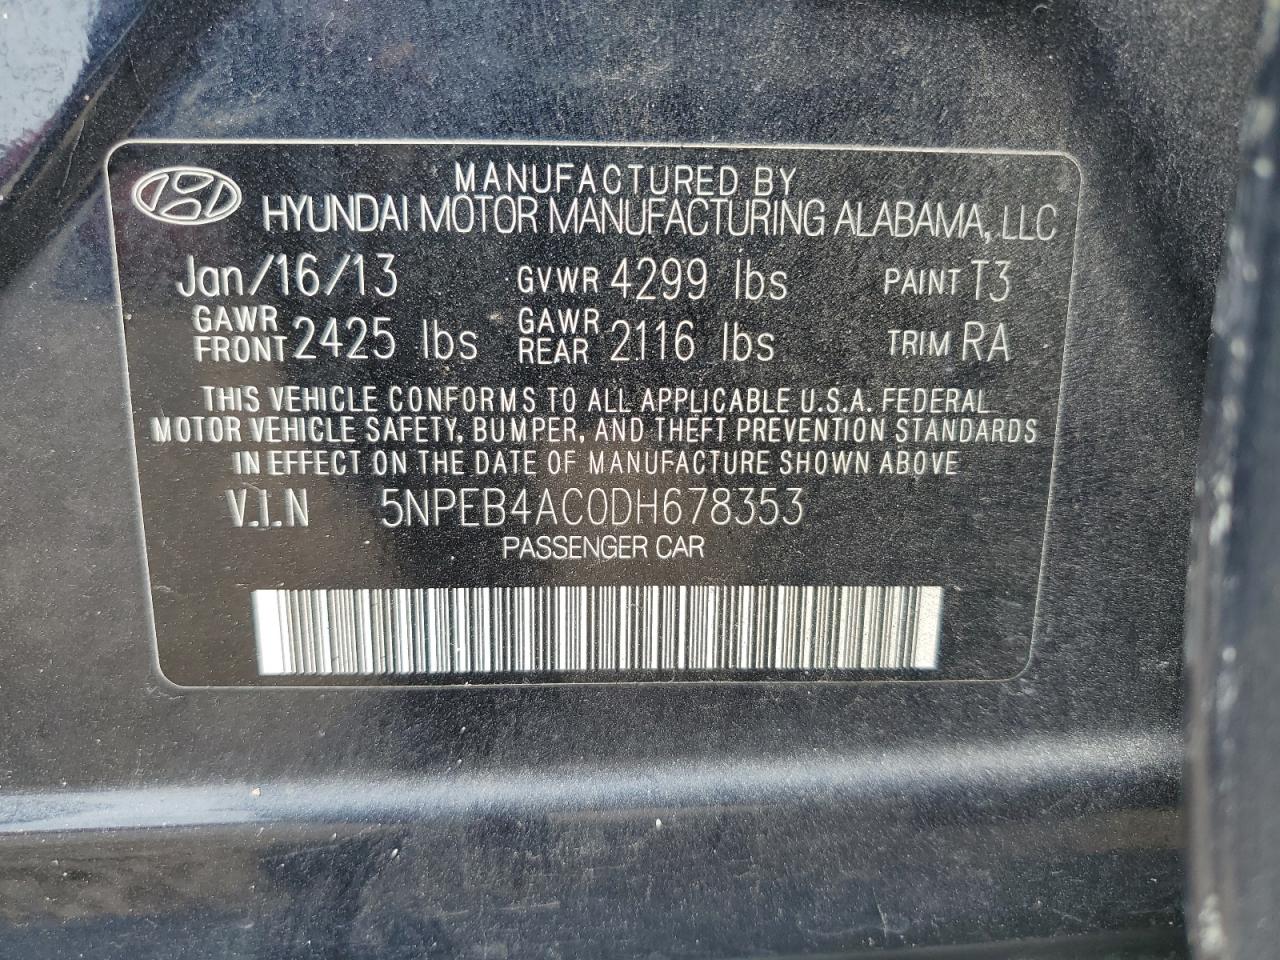 MANUFACTURED BY
HYUNDAI MOTOR MANUFACTURING ALABAMA, LLC
Jan/16/13 GVWR 4299 lbs PAINT T3
GAWR FRONT 2425 lbs GAWR REAR 2116 lbs TRIM RA
THIS VEHICLE CONFORMS TO ALL APPLICABLE U.S.A. FEDERAL
MOTOR VEHICLE SAFETY, BUMPER, AND THEFT PREVENTION STANDARDS
IN EFFECT ON THE DATE OF MANUFACTURE SHOWN ABOVE
V.I.N 5NPEB4AC0DH678353
PASSENGER CAR